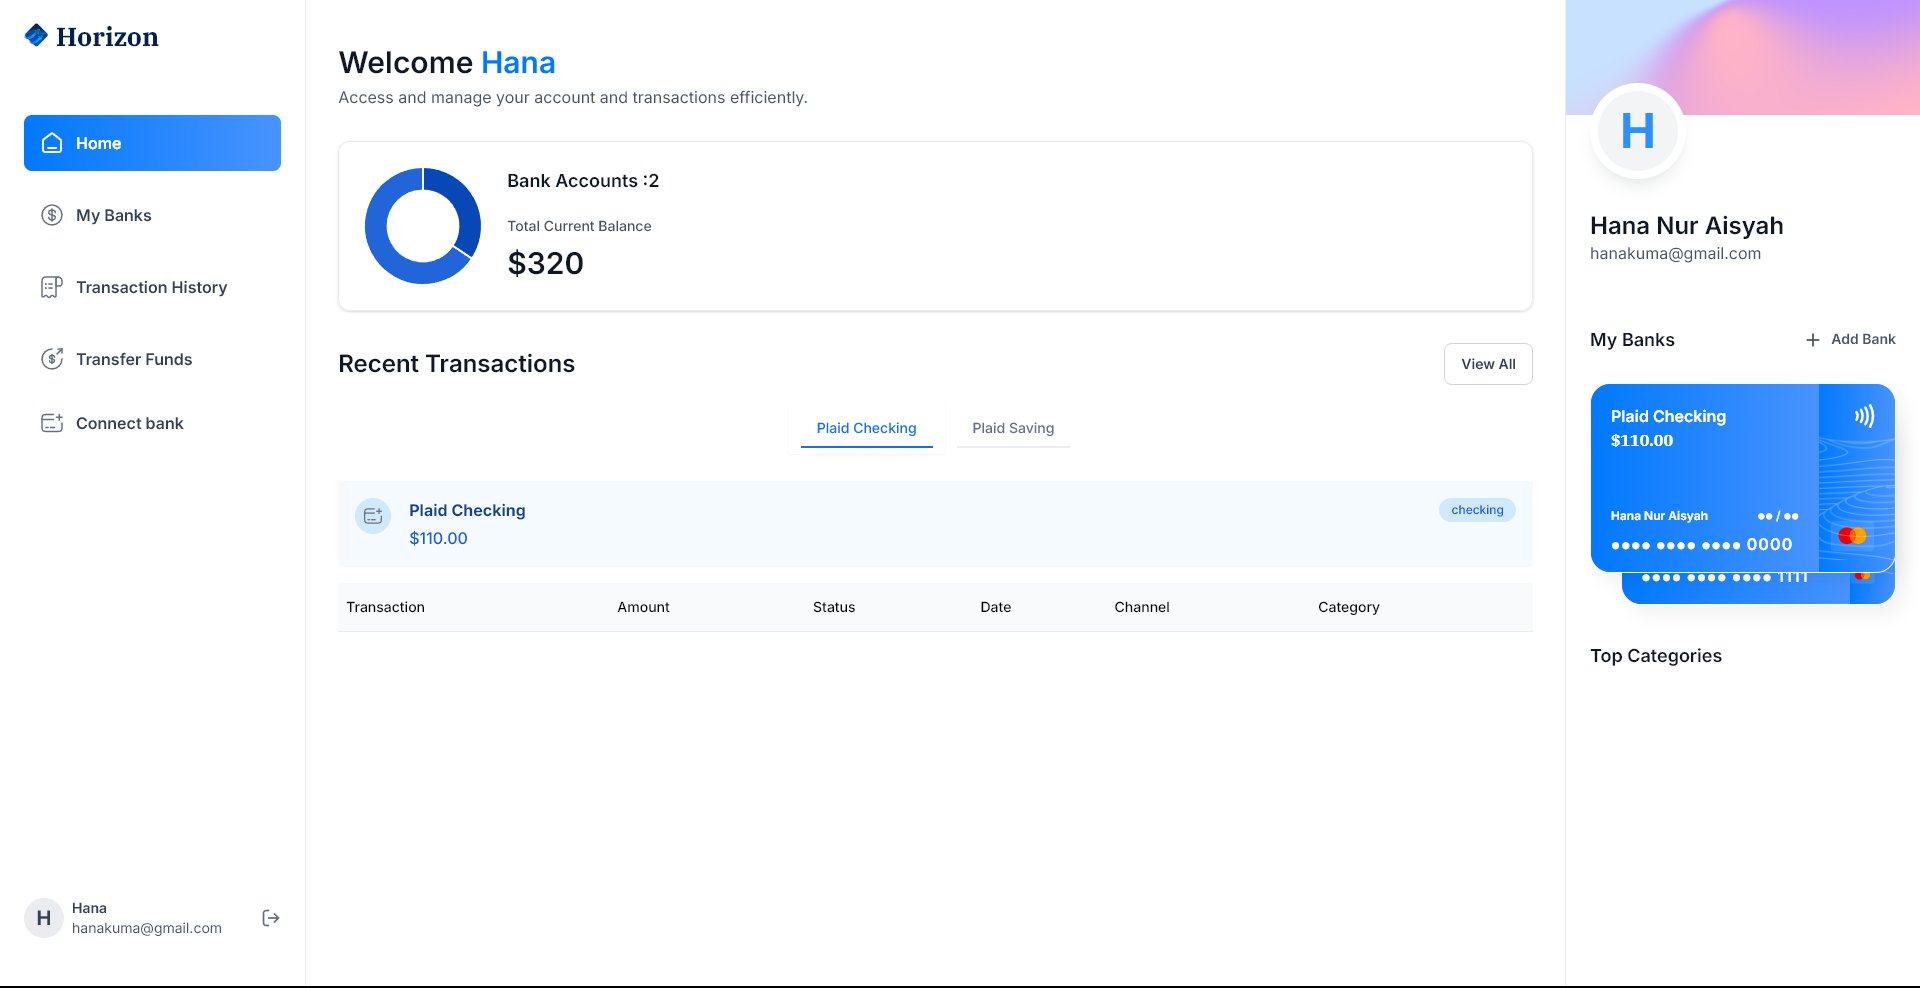 Horizon
Home
My Banks
Transaction History
Transfer Funds
Connect bank
H
Hana
hanakuma@gmail.com
Welcome Hana
Access and manage your account and transactions efficiently.
Bank Accounts :2
Total Current Balance
$320
Recent Transactions
View All
Plaid Checking
Plaid Saving
Plaid Checking
checking
$110.00
Transaction Amount Status Date Channel Category
H
Hana Nur Aisyah
hanakuma@gmail.com
My Banks
Add Bank
Plaid Checking
$110.00
Hana Nur Aisyah ●● / ●●
●●●● ●●●● ●●●● 0000
●●●● ●●●● ●●●● 1111
Top Categories